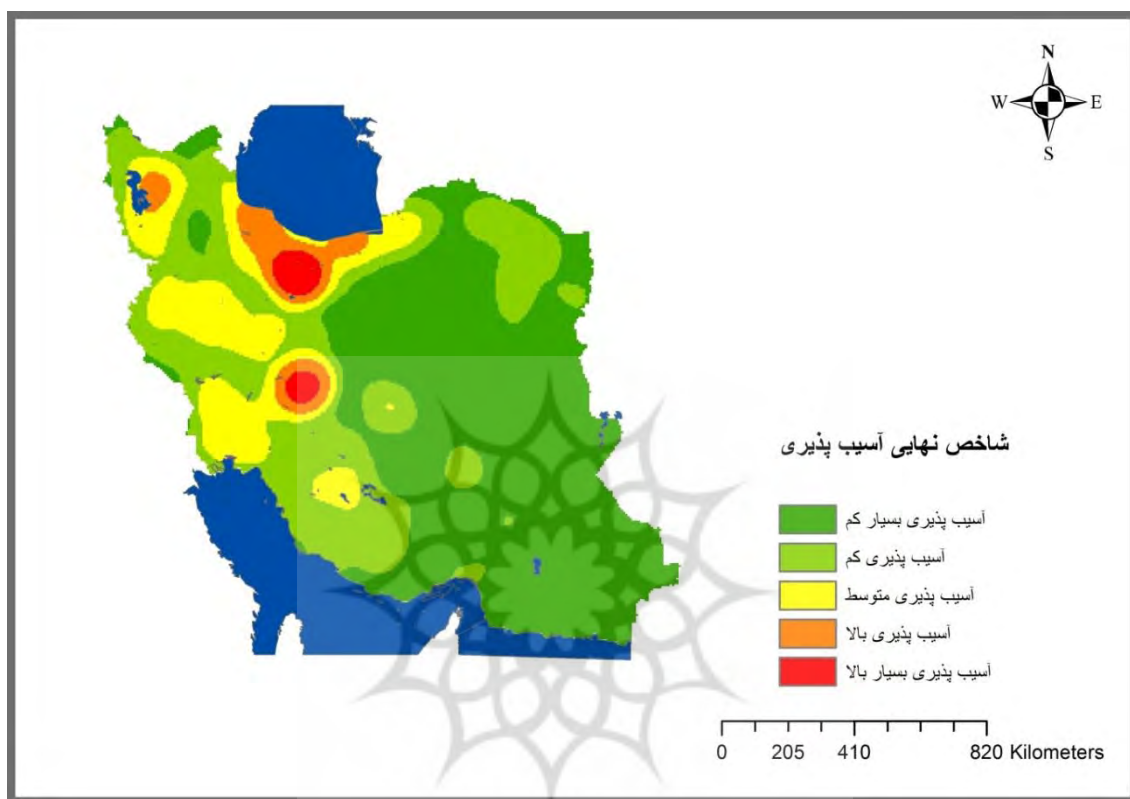 N
W E
S
شاخص نهایی آسیب پذیری
آسیب پذیری بسیار کم
آسیب پذیری کم
آسیب پذیری متوسط
آسیب پذیری بالا
آسیب پذیری بسیار بالا
0 205 410 820 Kilometers